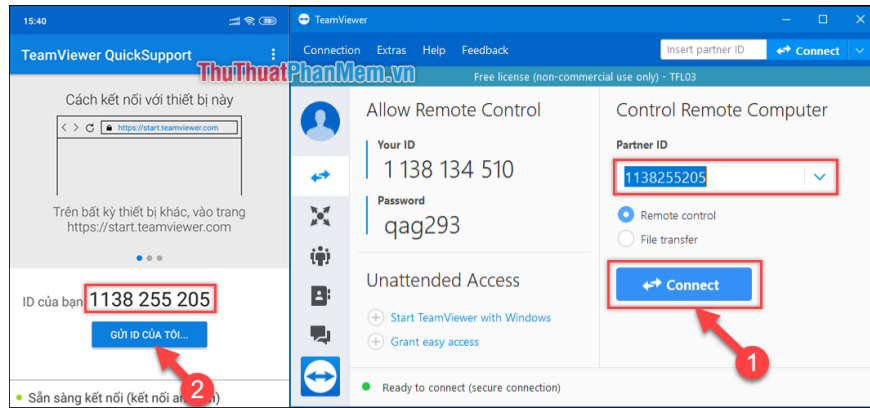 15:40
TeamViewer QuickSupport
Cách kết nối với thiết bị này
https://start.teamviewer.com
Trên bất kỳ thiết bị khác, vào trang
https://start.teamviewer.com
ID của bạn 1138 255 205
GỬI ID CỦA TÔI...
2
Sẵn sàng kết nối (kết nối an
ThuThuatPhanMem.vn
TeamViewer
Connection Extras Help Feedback
Insert partner ID
Connect
Free license (non-commercial use only) - TFL03
Allow Remote Control
Your ID
1 138 134 510
Password
qag293
Unattended Access
Start TeamViewer with Windows
Grant easy access
Ready to connect (secure connection)
Control Remote Computer
Partner ID
1138255205
Remote control
File transfer
Connect
1